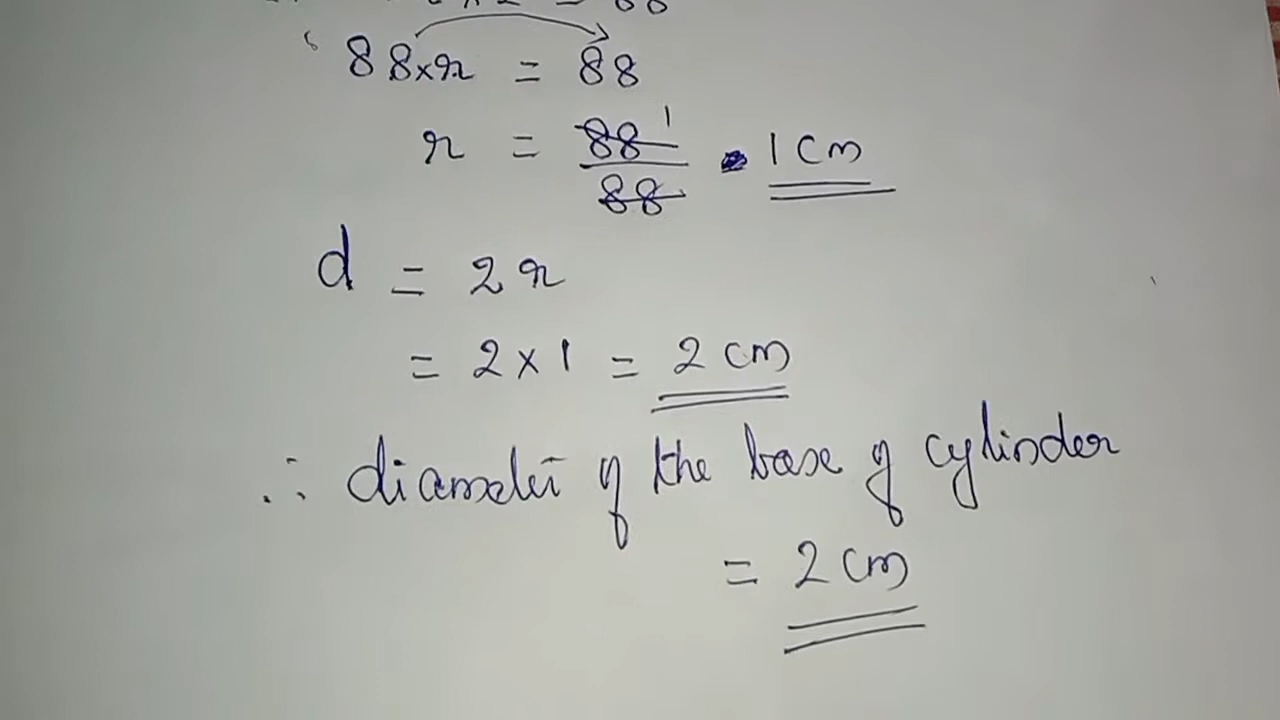 88×r = 88
r = 88 1 / 88 1 cm
d = 2r
= 2×1 = 2 cm
∴ diameter of the base of cylinder
= 2 cm